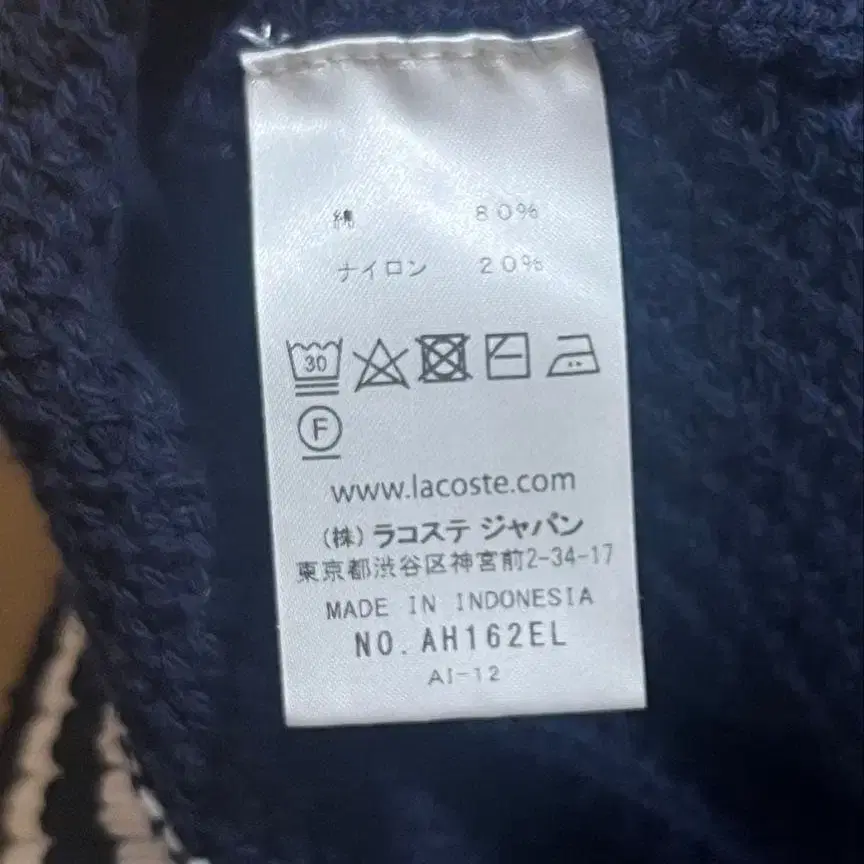 綿 80%
ナイロン 20%
30
F
www.lacoste.com
(株) ラコステ ジャパン
東京都渋谷区神宮前2-34-17
MADE IN INDONESIA
NO. AH162EL
AI-12